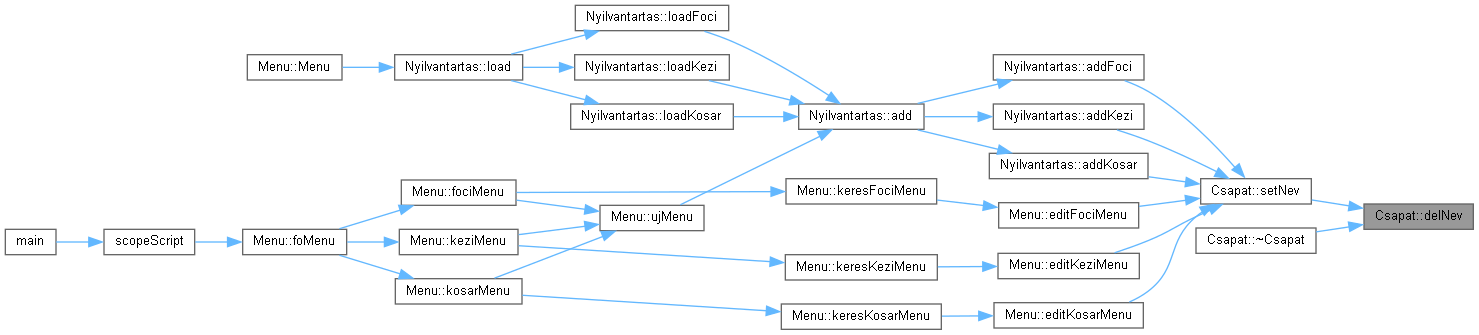 Nyilvantartas::loadFoci
Menu::Menu
Nyilvantartas::load
Nyilvantartas::loadKezi
Nyilvantartas::addFoci
Nyilvantartas::loadKosar
Nyilvantartas::add
Nyilvantartas::addKezi
Nyilvantartas::addKosar
Menu::fociMenu
Menu::keresFociMenu
Csapat::setNev
Menu::ujMenu
Menu::editFociMenu
Csapat::delNev
main
scopeScript
Menu::foMenu
Menu::keziMenu
Csapat::~Csapat
Menu::keresKeziMenu
Menu::editKeziMenu
Menu::kosarMenu
Menu::keresKosarMenu
Menu::editKosarMenu